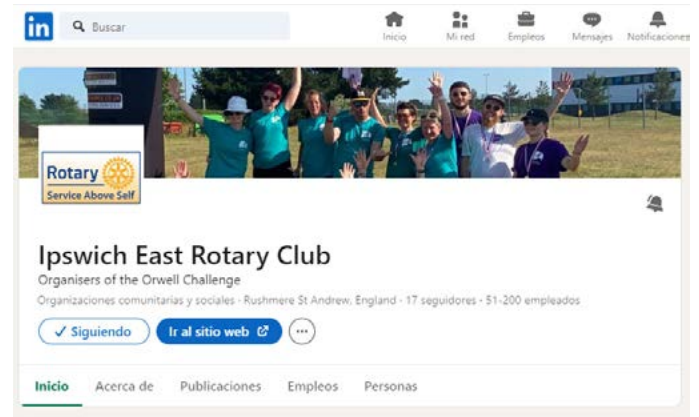 in
Buscar
Inicio
Mi red
Empleos
Mensajes
Notificaciones
Rotary
Service Above Self
Ipswich East Rotary Club
Organisers of the Orwell Challenge
Organizaciones comunitarias y sociales · Rushmere St Andrew, England · 17 seguidores · 51-200 empleados
Siguiendo
Ir al sitio web
Inicio Acerca de Publicaciones Empleos Personas